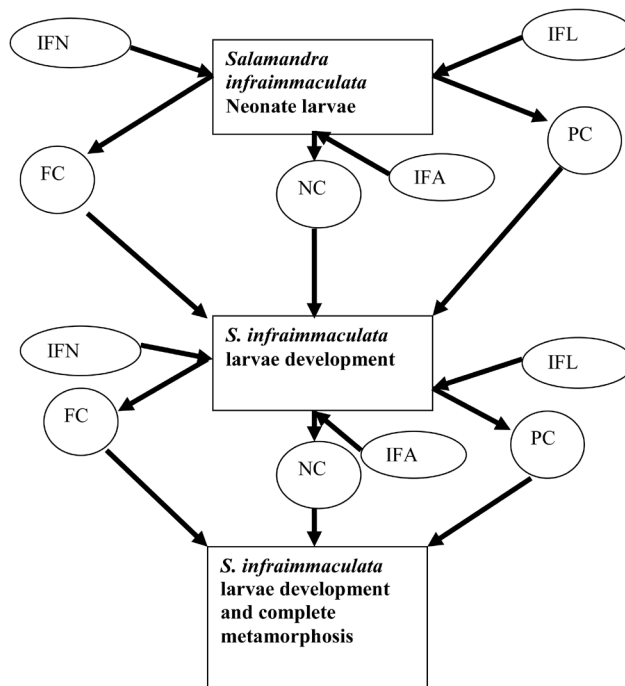 IFN
IFL
Salamandra
infraimmaculata
Neonate larvae
FC
NC
IFA
PC
S. infraimmaculata
larvae development
IFN
IFL
FC
NC
IFA
PC
S. infraimmaculata
larvae development
and complete
metamorphosis